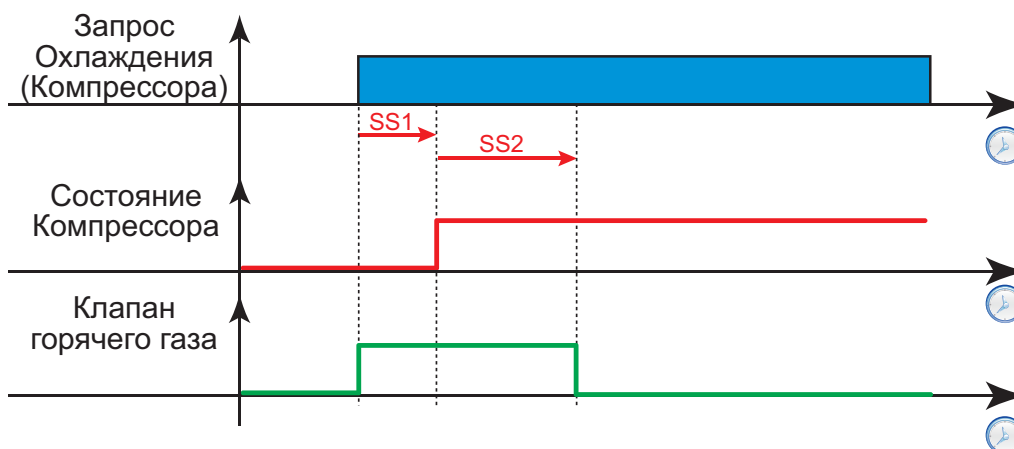 Запрос
Охлаждения
(Компрессора)
SS1
SS2
Состояние
Компрессора
Клапан
горячего газа